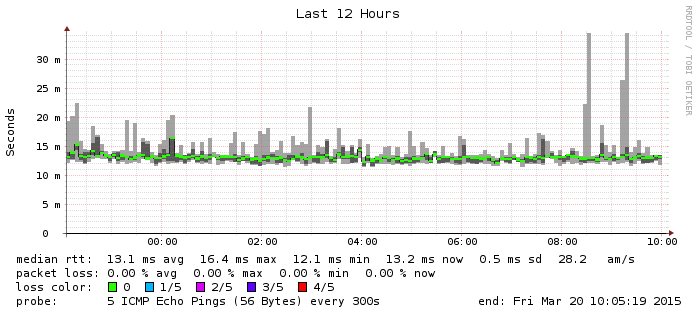 Last 12 Hours
RRDTOOL / TOBI OETIKER
Seconds
30 m
25 m
20 m
15 m
10 m
5 m
0
00:00 02:00 04:00 06:00 08:00 10:00
median rtt: 13.1 ms avg 16.4 ms max 12.1 ms min 13.2 ms now 0.5 ms sd 28.2 am/s
packet loss: 0.00 % avg 0.00 % max 0.00 % min 0.00 % now
loss color: 0 1/5 2/5 3/5 4/5
probe: 5 ICMP Echo Pings (56 Bytes) every 300s end: Fri Mar 20 10:05:19 2015